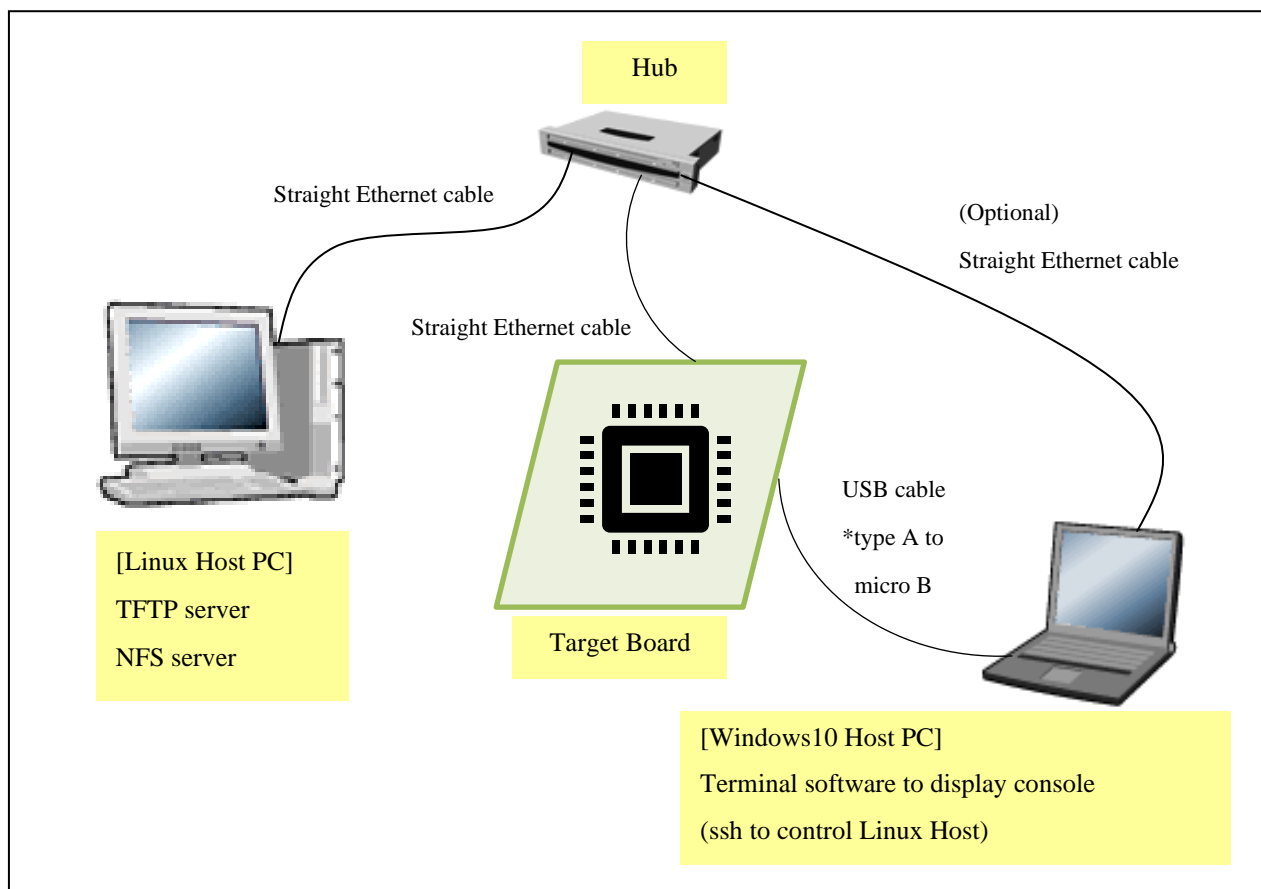 Hub
Straight Ethernet cable
(Optional)
Straight Ethernet cable
Straight Ethernet cable
USB cable
*type A to
micro B
[Linux Host PC]
TFTP server
NFS server
Target Board
[Windows10 Host PC]
Terminal software to display console
(ssh to control Linux Host)